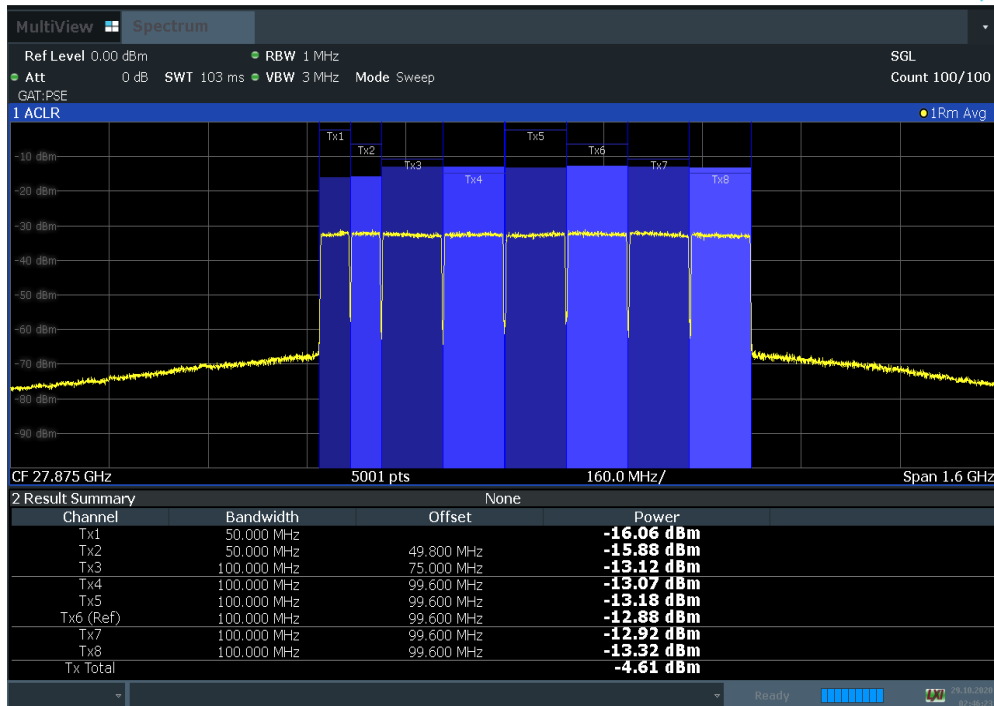 MultiView Spectrum
Ref Level 0.00 dBm RBW 1 MHz SGL
Att 0 dB SWT 103 ms VBW 3 MHz Mode Sweep Count 100/100
GAT:PSE
1 ACLR 1Rm Avg
Tx1 Tx5
Tx2 Tx6
-10 dBm
Tx3 Tx7
Tx4 Tx8
-20 dBm
-30 dBm
-40 dBm
-50 dBm
-60 dBm
-70 dBm
-80 dBm
-90 dBm
CF 27.875 GHz 5001 pts 160.0 MHz/ Span 1.6 GHz
2 Result Summary None
Channel Bandwidth Offset Power
Tx1 50.000 MHz -16.06 dBm
Tx2 50.000 MHz 49.800 MHz -15.88 dBm
Tx3 100.000 MHz 75.000 MHz -13.12 dBm
Tx4 100.000 MHz 99.600 MHz -13.07 dBm
Tx5 100.000 MHz 99.600 MHz -13.18 dBm
Tx6 (Ref) 100.000 MHz 99.600 MHz -12.88 dBm
Tx7 100.000 MHz 99.600 MHz -12.92 dBm
Tx8 100.000 MHz 99.600 MHz -13.32 dBm
Tx Total -4.61 dBm
Ready LXI 29.10.2020